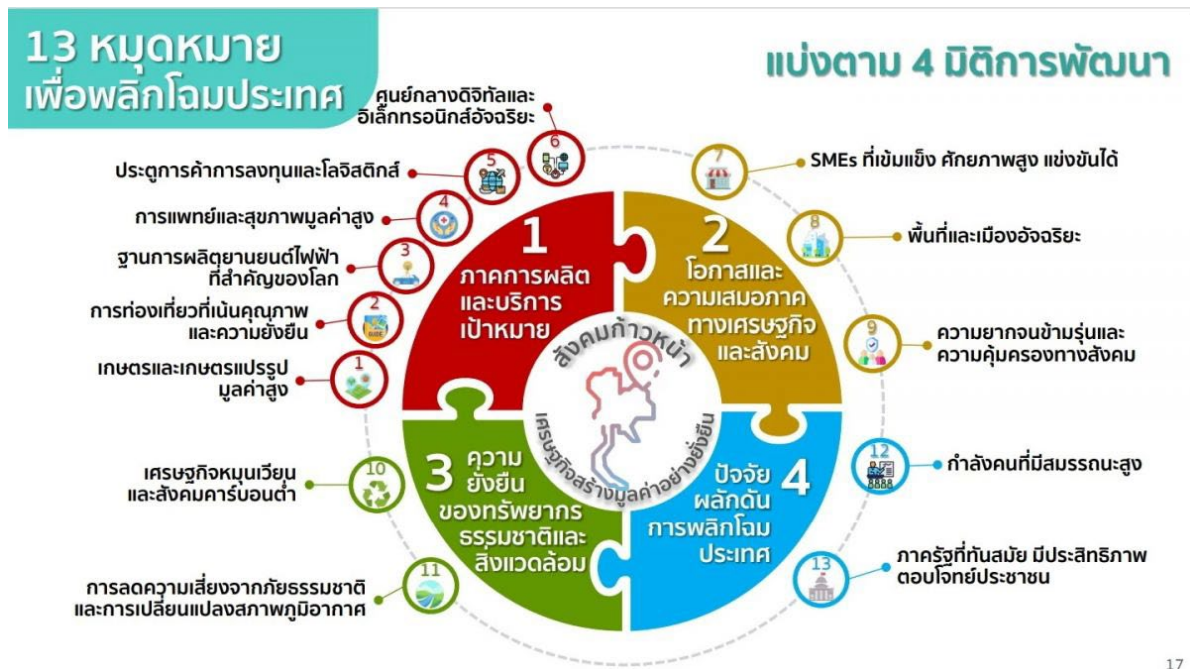 13 หมุดหมาย
เพื่อพลิกโฉมประเทศ
แบ่งตาม 4 มิติการพัฒนา
ศูนย์กลางดิจิทัลและ
อิเล็กทรอนิกส์อัจฉริยะ
6
ประตูการค้าการลงทุนและโลจิสติกส์
5
การแพทย์และสุขภาพมูลค่าสูง
4
ฐานการผลิตยานยนต์ไฟฟ้า
ที่สำคัญของโลก
3
การท่องเที่ยวที่เน้นคุณภาพ
และความยั่งยืน
2
เกษตรและเกษตรแปรรูป
มูลค่าสูง
1
1
ภาคการผลิต
และบริการ
เป้าหมาย
2
โอกาสและ
ความเสมอภาค
ทางเศรษฐกิจ
และสังคม
7
SMEs ที่เข้มแข็ง ศักยภาพสูง แข่งขันได้
8
พื้นที่และเมืองอัจฉริยะ
9
ความยากจนข้ามรุ่นและ
ความคุ้มครองทางสังคม
สังคมก้าวหน้า
เศรษฐกิจสร้างมูลค่าอย่างยั่งยืน
3 ความ
ยั่งยืน
ของทรัพยากร
ธรรมชาติและ
สิ่งแวดล้อม
10
เศรษฐกิจหมุนเวียน
และสังคมคาร์บอนต่ำ
11
การลดความเสี่ยงจากภัยธรรมชาติ
และการเปลี่ยนแปลงสภาพภูมิอากาศ
ปัจจัย 4
ผลักดัน
การพลิกโฉม
ประเทศ
12
กำลังคนที่มีสมรรถนะสูง
13
ภาครัฐที่ทันสมัย มีประสิทธิภาพ
ตอบโจทย์ประชาชน
17